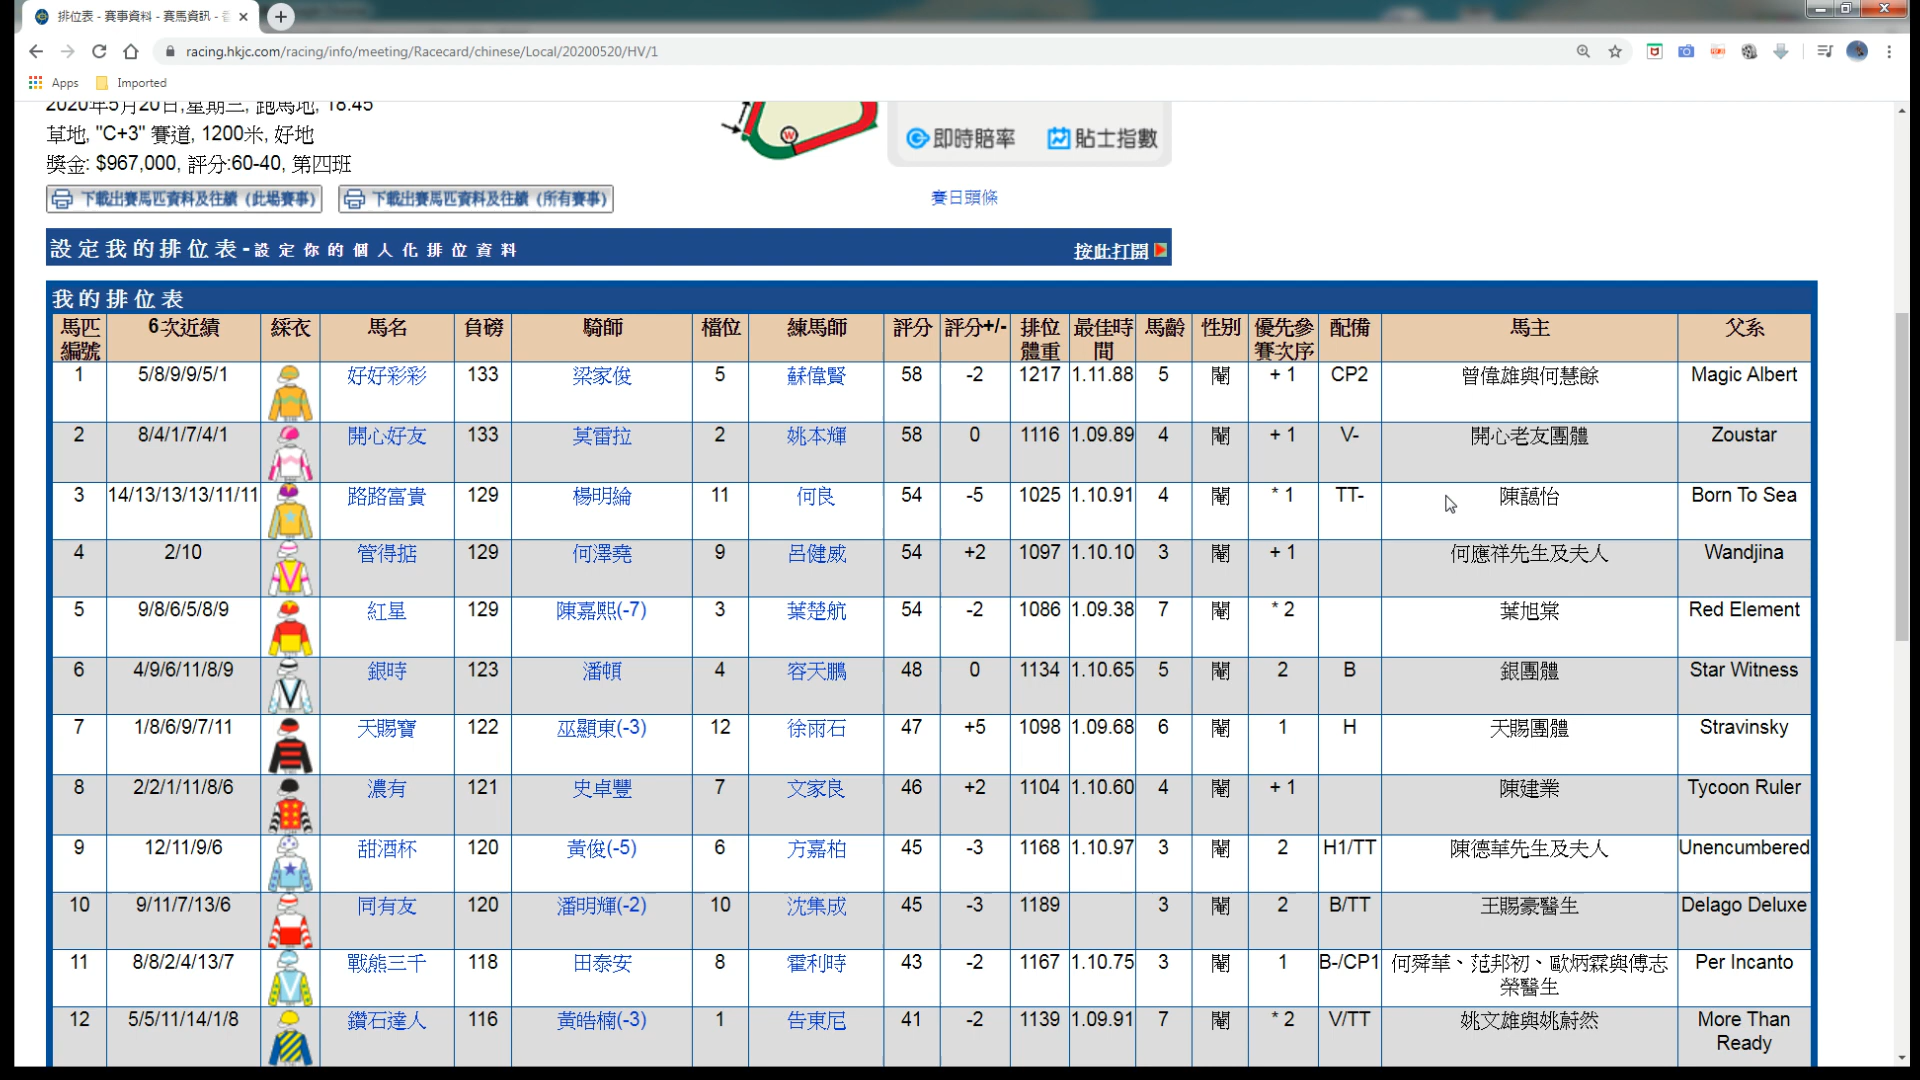 排位表 - 賽事資料 - 賽馬資訊 -
racing.hkjc.com/racing/info/meeting/Racecard/chinese/Local/20200520/HV/1
Apps Imported
2020年5月20日,星期三, 跑馬地, 18:45
草地, "C+3" 賽道, 1200米, 好地
獎金: $967,000, 評分:60-40, 第四班
W
即時賠率 貼士指數
下載出賽馬匹資料及往績 (此場賽事) 下載出賽馬匹資料及往績 (所有賽事)
賽日頭條
設定我的排位表-設定你的個人化排位資料 按此打開
我的排位表
馬匹編號 6次近績 綵衣 馬名 負磅 騎師 檔位 練馬師 評分 評分+/- 排位體重 最佳時間 馬齡 性別 優先參賽次序 配備 馬主 父系
1 5/8/9/9/5/1 好好彩彩 133 梁家俊 5 蘇偉賢 58 -2 1217 1.11.88 5 閹 + 1 CP2 曾偉雄與何慧餘 Magic Albert
2 8/4/1/7/4/1 開心好友 133 莫雷拉 2 姚本輝 58 0 1116 1.09.89 4 閹 + 1 V- 開心老友團體 Zoustar
3 14/13/13/13/11/11 路路富貴 129 楊明綸 11 何良 54 -5 1025 1.10.91 4 閹 * 1 TT- 陳藹怡 Born To Sea
4 2/10 管得掂 129 何澤堯 9 呂健威 54 +2 1097 1.10.10 3 閹 + 1 何應祥先生及夫人 Wandjina
5 9/8/6/5/8/9 紅星 129 陳嘉熙(-7) 3 葉楚航 54 -2 1086 1.09.38 7 閹 * 2 葉旭棠 Red Element
6 4/9/6/11/8/9 銀時 123 潘頓 4 容天鵬 48 0 1134 1.10.65 5 閹 2 B 銀團體 Star Witness
7 1/8/6/9/7/11 天賜寶 122 巫顯東(-3) 12 徐雨石 47 +5 1098 1.09.68 6 閹 1 H 天賜團體 Stravinsky
8 2/2/1/11/8/6 濃有 121 史卓豐 7 文家良 46 +2 1104 1.10.60 4 閹 + 1 陳建業 Tycoon Ruler
9 12/11/9/6 甜酒杯 120 黃俊(-5) 6 方嘉柏 45 -3 1168 1.10.97 3 閹 2 H1/TT 陳德華先生及夫人 Unencumbered
10 9/11/7/13/6 同有友 120 潘明輝(-2) 10 沈集成 45 -3 1189 3 閹 2 B/TT 王賜豪醫生 Delago Deluxe
11 8/8/2/4/13/7 戰熊三千 118 田泰安 8 霍利時 43 -2 1167 1.10.75 3 閹 1 B-/CP1 何舜華、范邦初、歐炳霖與傅志榮醫生 Per Incanto
12 5/5/11/14/1/8 鑽石達人 116 黃皓楠(-3) 1 告東尼 41 -2 1139 1.09.91 7 閹 * 2 V/TT 姚文雄與姚蔚然 More Than Ready